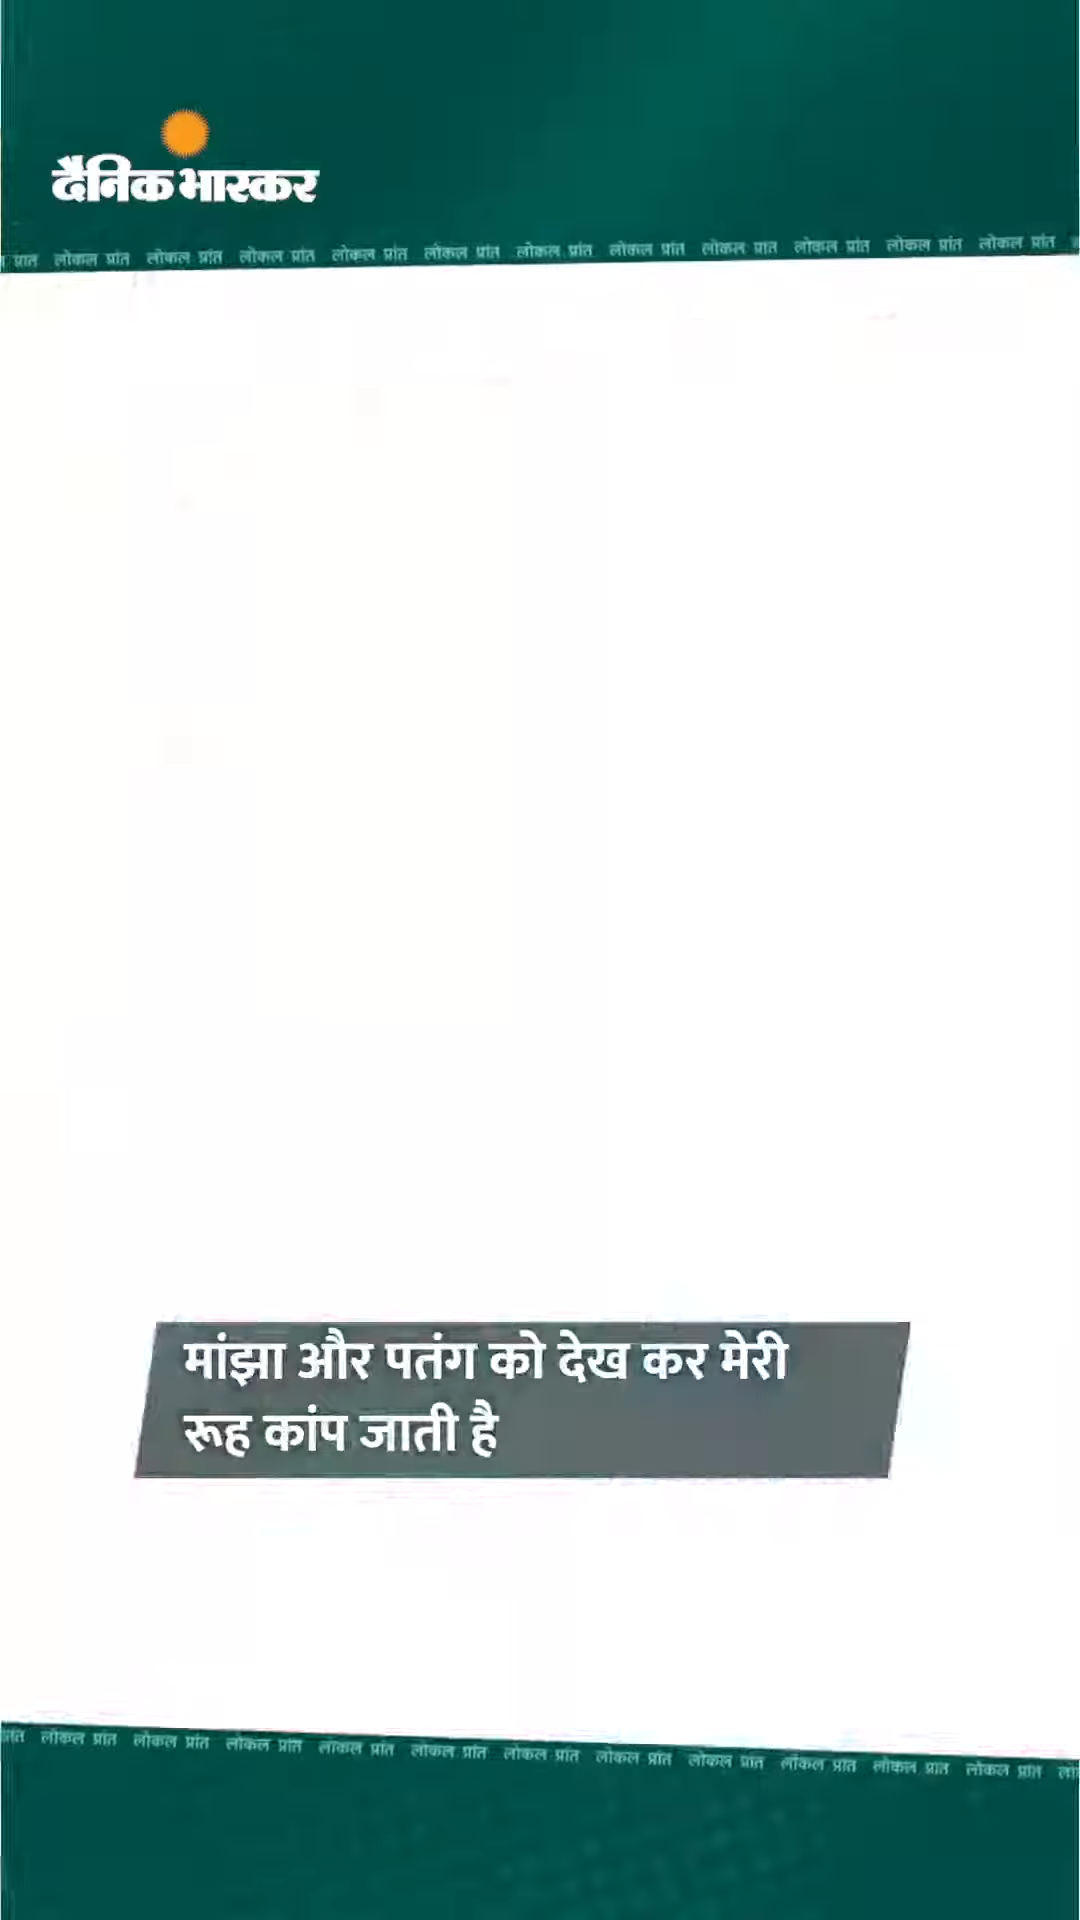 दैनिक भास्कर
प्रांत लोकल प्रांत लोकल प्रांत लोकल प्रांत लोकल प्रांत लोकल प्रांत लोकल प्रांत लोकल प्रांत लोकल प्रांत लोकल प्रांत लोकल प्रांत लोकल प्रांत
मांझा और पतंग को देख कर मेरी
रूह कांप जाती है
लोकल प्रांत लोकल प्रांत लोकल प्रांत लोकल प्रांत लोकल प्रांत लोकल प्रांत लोकल प्रांत लोकल प्रांत लोकल प्रांत लोकल प्रांत लोकल प्रांत